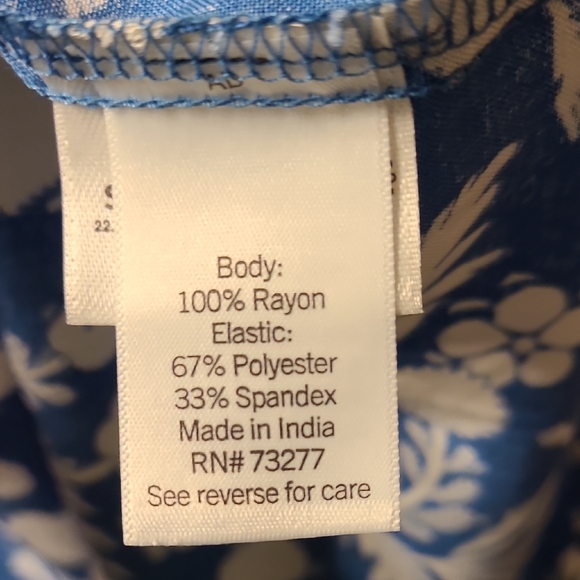 Body:
100% Rayon
Elastic:
67% Polyester
33% Spandex
Made in India
RN# 73277
See reverse for care